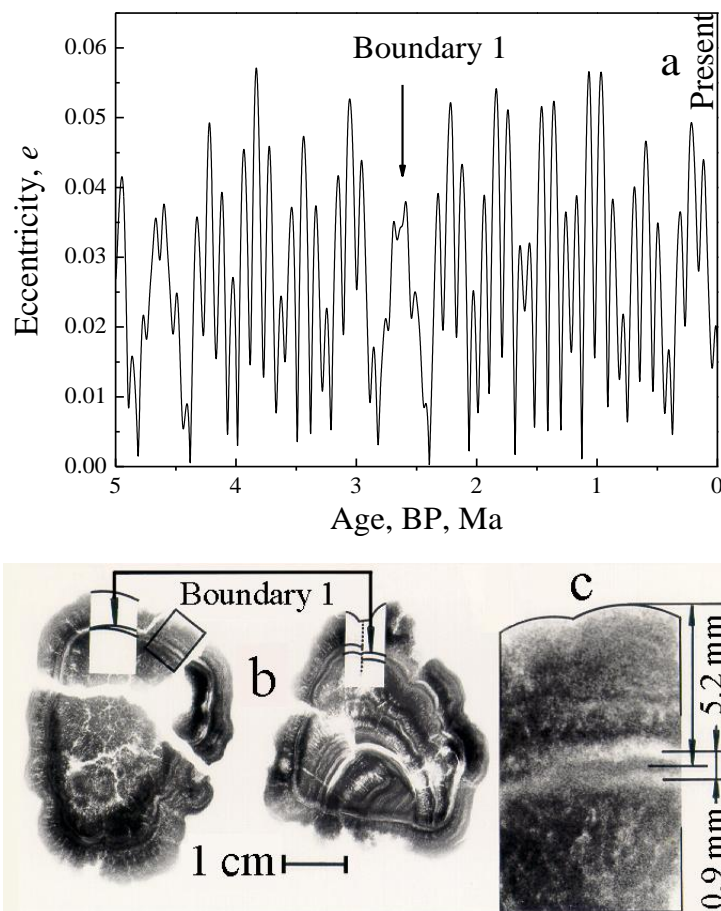 0.06
0.05
0.04
0.03
0.02
0.01
0.00
Eccentricity, e
Boundary 1
a
Present
5
4
3
2
1
0
Age, BP, Ma
Boundary 1
b
1 cm
c
5.2 mm
0.9 mm